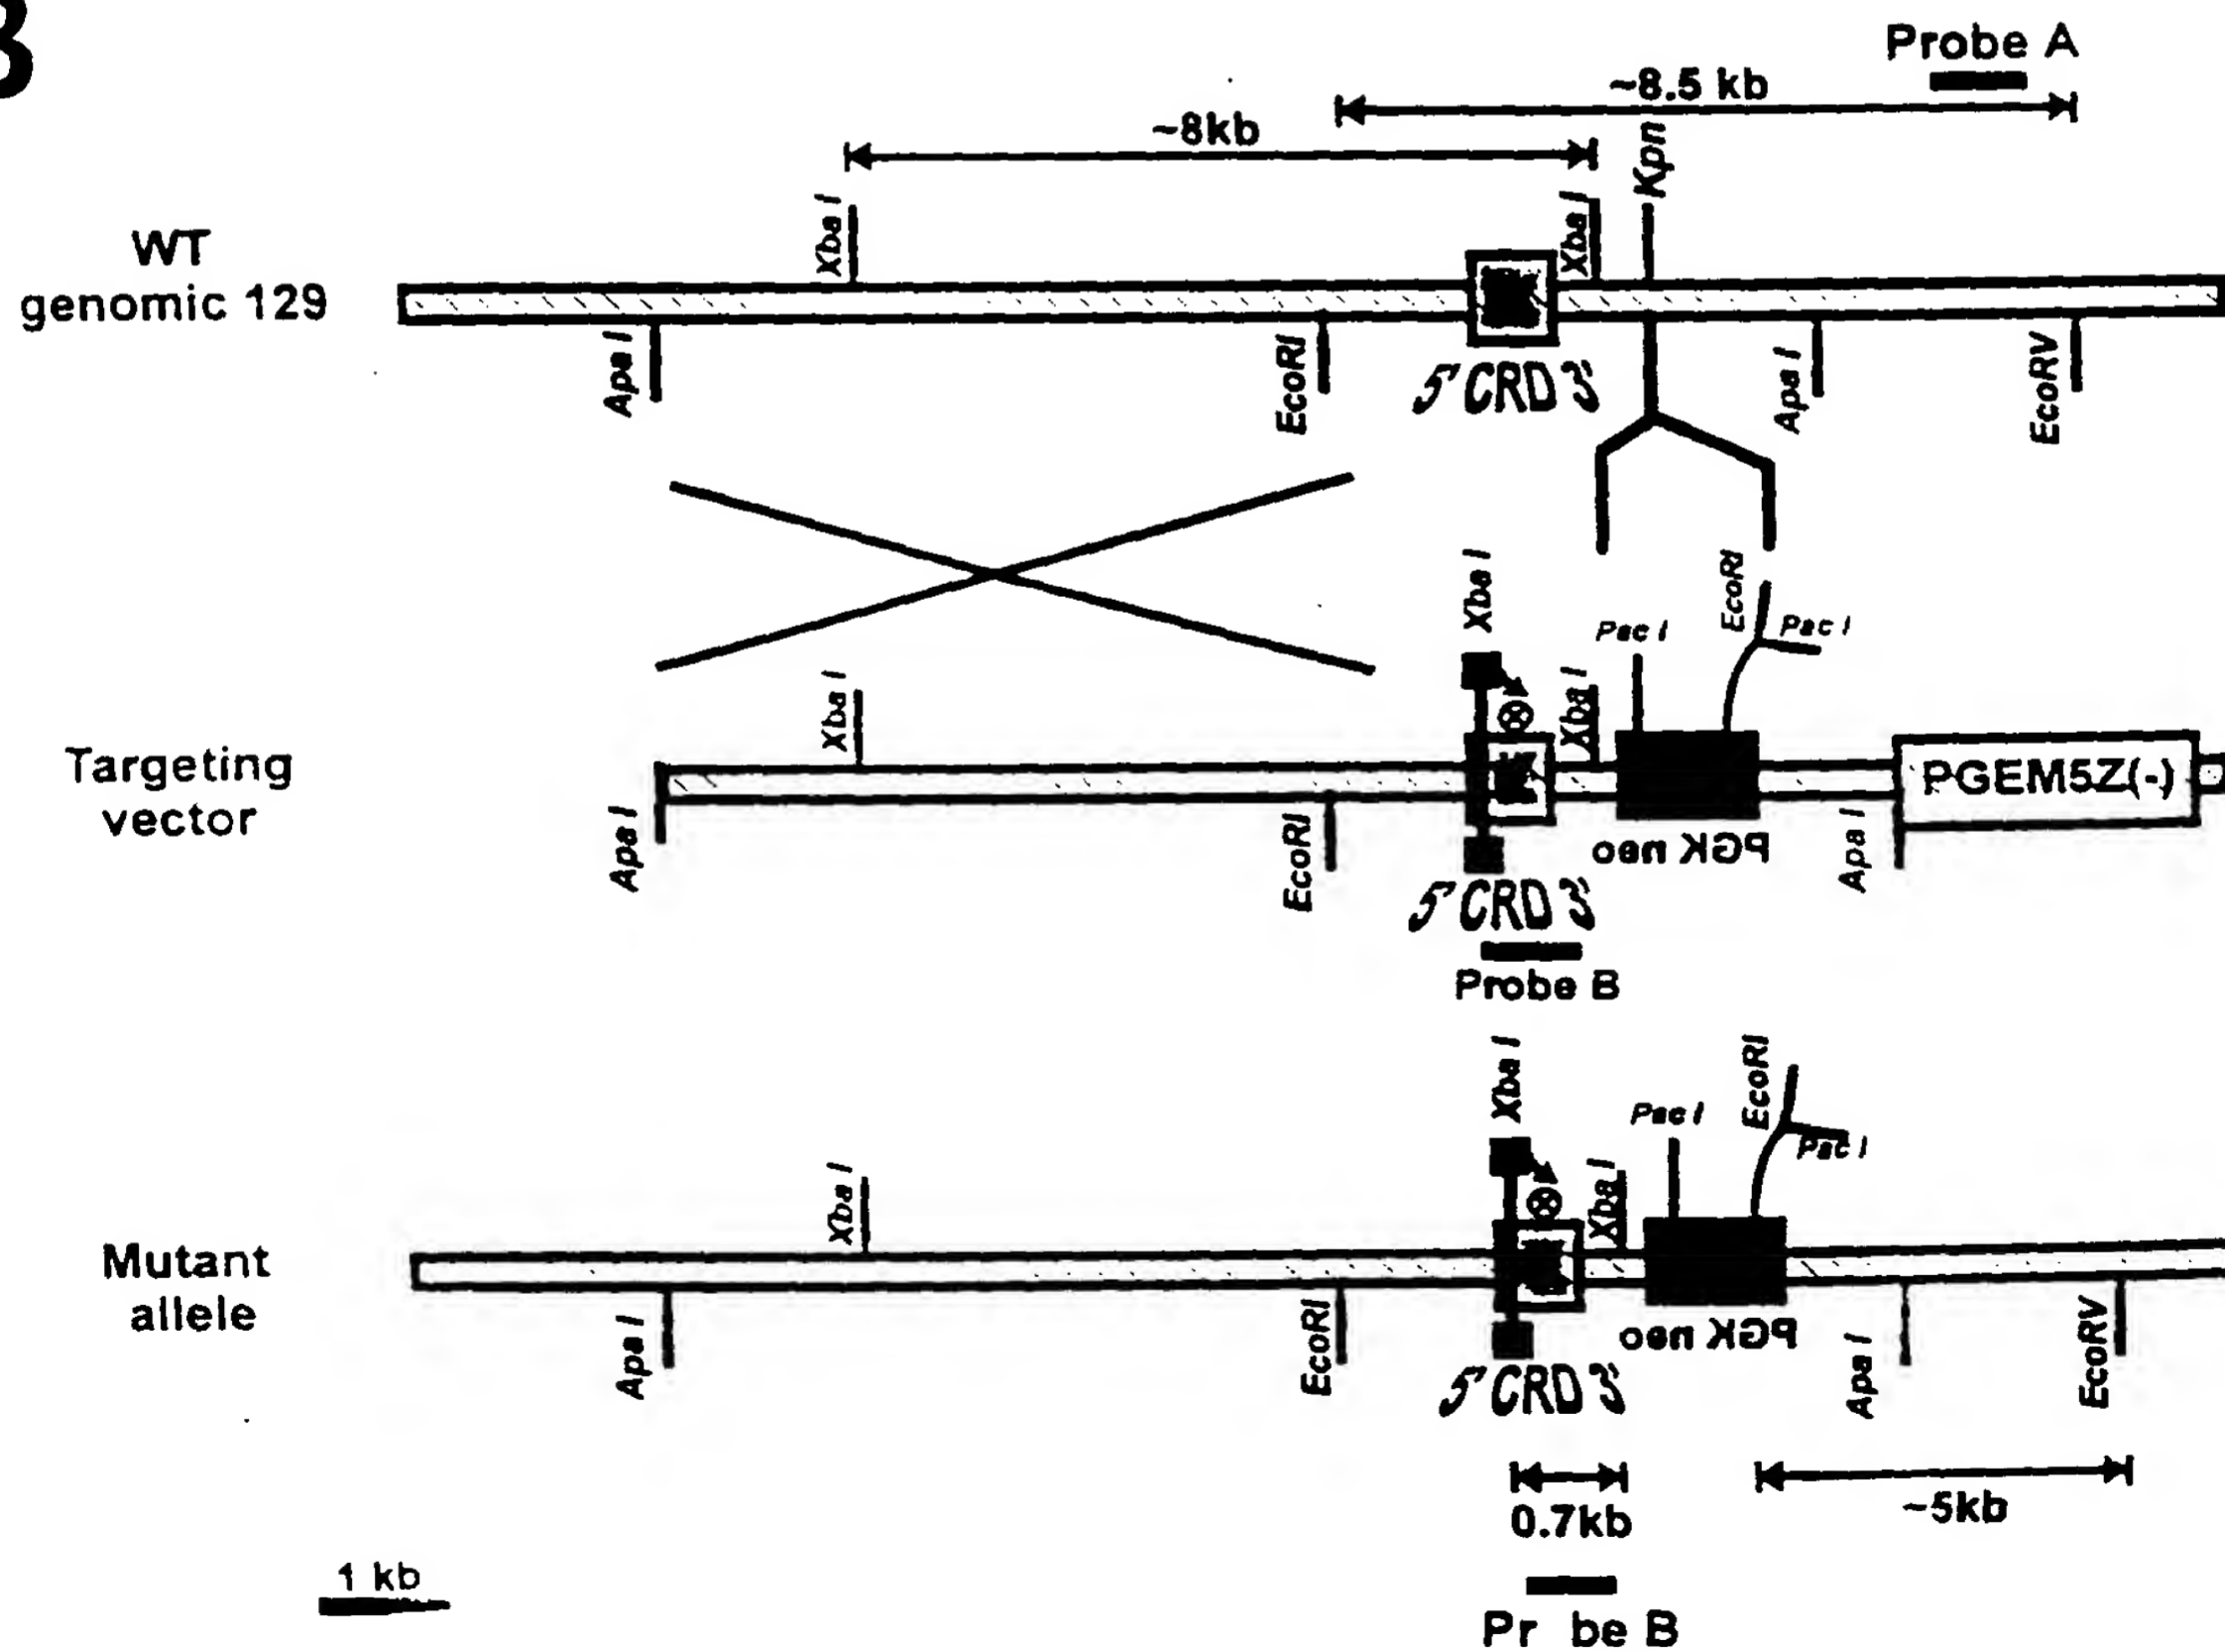 B
Probe A
~8.5 kb
~8kb
Kpn
Xba I
Xba I
WT
genomic 129
Apa I
EcoRI
5' CRD 3'
Apa I
EcoRV
Xba I
EcoRI
Pac I
Pac I
Xba I
Xba I
Targeting
vector
PGEM5Z(-)
Apa I
EcoRI
PGK neo
Apa I
5' CRD 3'
Probe B
Xba I
EcoRI
Pac I
Pac I
Xba I
Xba I
Mutant
allele
Apa I
EcoRI
PGK neo
Apa I
EcoRV
5' CRD 3'
0.7kb
~5kb
1 kb
Pr be B